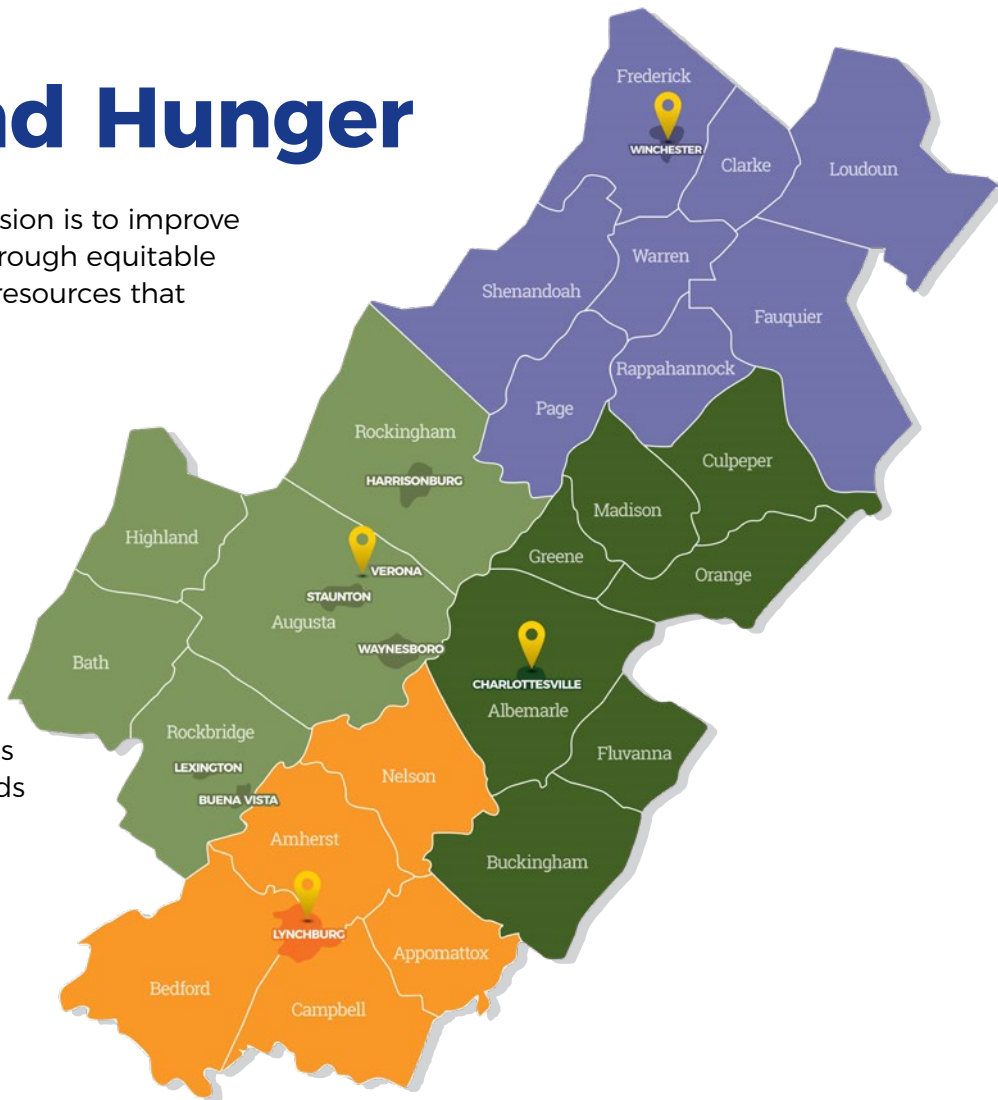 nd Hunger
sion is to improve
rough equitable
resources that
s
ds
Frederick
WINCHESTER
Clarke
Loudoun
Warren
Shenandoah
Fauquier
Rappahannock
Page
Rockingham
HARRISONBURG
Culpeper
Madison
Highland
Greene
Orange
VERONA
STAUNTON
Augusta
WAYNESBORO
Bath
CHARLOTTESVILLE
Albemarle
Rockbridge
Fluvanna
LEXINGTON
Nelson
BUENA VISTA
Amherst
Buckingham
LYNCHBURG
Appomattox
Bedford
Campbell